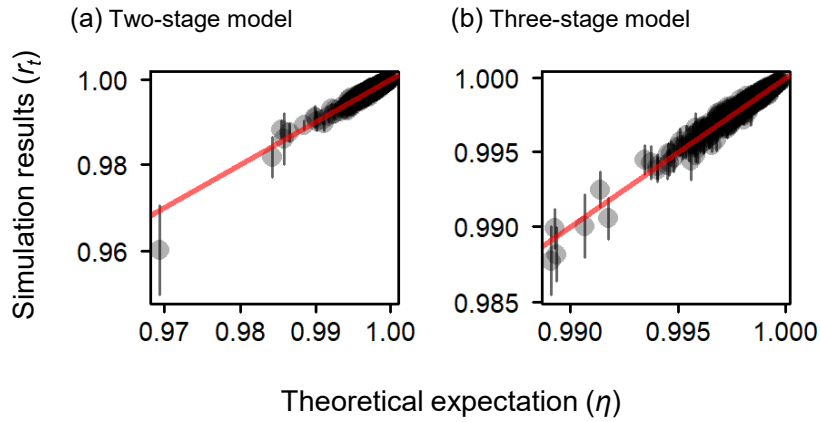 (a) Two-stage model
(b) Three-stage model
Simulation results (r_t)
1.00
0.98
0.96
0.97 0.98 0.99 1.00
1.000
0.995
0.990
0.985
0.990 0.995 1.000
Theoretical expectation (η)